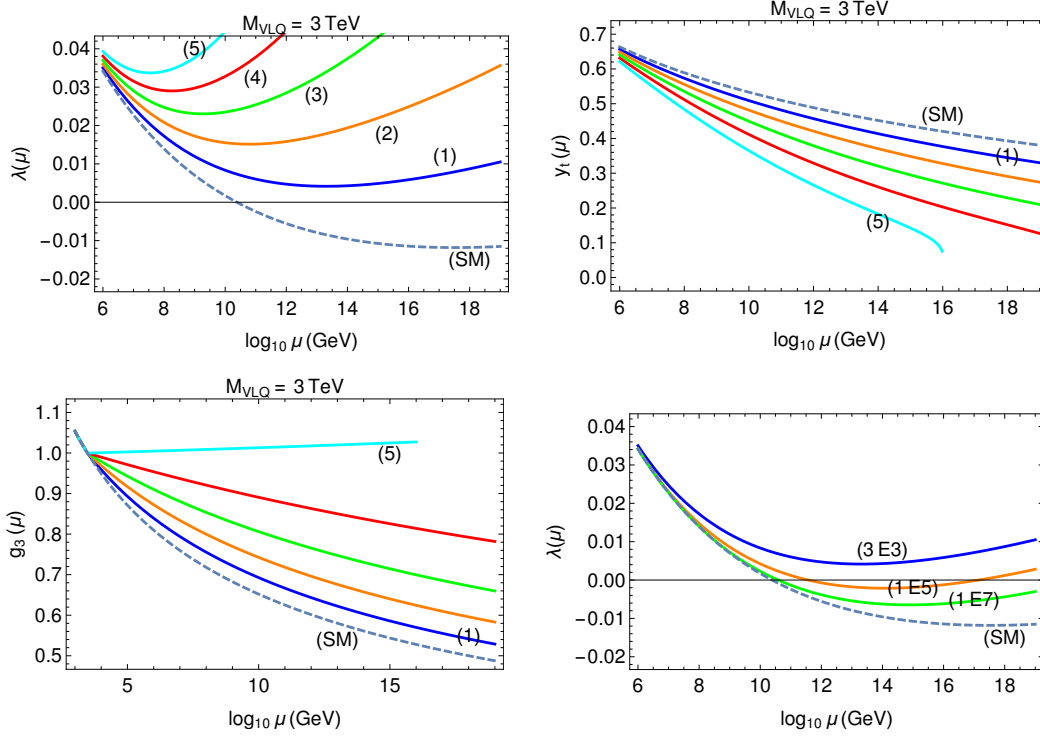 M_VLQ = 3 TeV
0.04
0.03
0.02
0.01
0.00
−0.01
−0.02
λ(μ)
(5)
(4)
(3)
(2)
(1)
(SM)
6 8 10 12 14 16 18
log10 μ (GeV)
M_VLQ = 3 TeV
0.7
0.6
0.5
0.4
0.3
0.2
0.1
0.0
y_t (μ)
(SM)
(1)
(5)
6 8 10 12 14 16 18
log10 μ (GeV)
M_VLQ = 3 TeV
1.1
1.0
0.9
0.8
0.7
0.6
0.5
g_3 (μ)
(5)
(SM)
(1)
5 10 15
log10 μ (GeV)
0.04
0.03
0.02
0.01
0.00
−0.01
−0.02
λ(μ)
(3 E3)
(1 E5)
(1 E7)
(SM)
6 8 10 12 14 16 18
log10 μ (GeV)